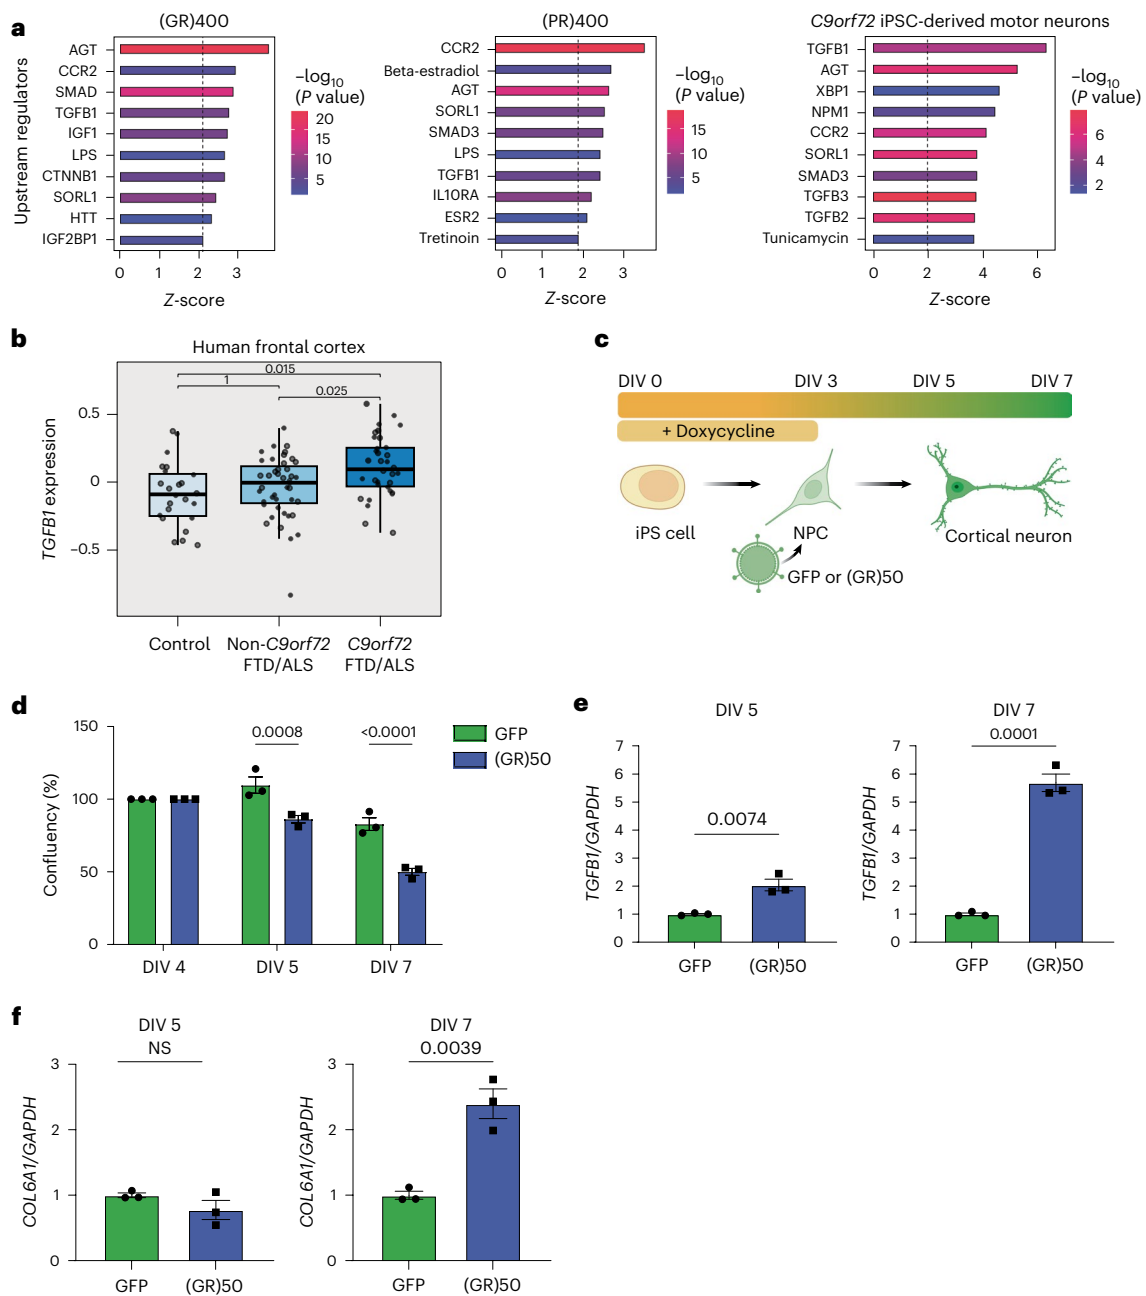 a
(GR)400
Upstream regulators
AGT
CCR2
SMAD
TGFB1
IGF1
LPS
CTNNB1
SORL1
HTT
IGF2BP1
0 1 2 3
Z-score
–log10
(P value)
20
15
10
5
(PR)400
CCR2
Beta-estradiol
AGT
SORL1
SMAD3
LPS
TGFB1
IL10RA
ESR2
Tretinoin
0 1 2 3
Z-score
–log10
(P value)
15
10
5
C9orf72 iPSC-derived motor neurons
TGFB1
AGT
XBP1
NPM1
CCR2
SORL1
SMAD3
TGFB3
TGFB2
Tunicamycin
0 2 4 6
Z-score
–log10
(P value)
6
4
2
b
Human frontal cortex
0.015
1
0.025
TGFB1 expression
0.5
0
–0.5
Control
Non-C9orf72
FTD/ALS
C9orf72
FTD/ALS
c
DIV 0 DIV 3 DIV 5 DIV 7
+ Doxycycline
iPS cell
NPC
GFP or (GR)50
Cortical neuron
d
Confluency (%)
150
100
50
0
0.0008
<0.0001
GFP
(GR)50
DIV 4 DIV 5 DIV 7
e
DIV 5
TGFB1/GAPDH
7
6
5
4
3
2
1
0
0.0074
GFP (GR)50
DIV 7
0.0001
TGFB1/GAPDH
7
6
5
4
3
2
1
0
GFP (GR)50
f
DIV 5
NS
COL6A1/GAPDH
3
2
1
0
GFP (GR)50
DIV 7
0.0039
COL6A1/GAPDH
3
2
1
0
GFP (GR)50